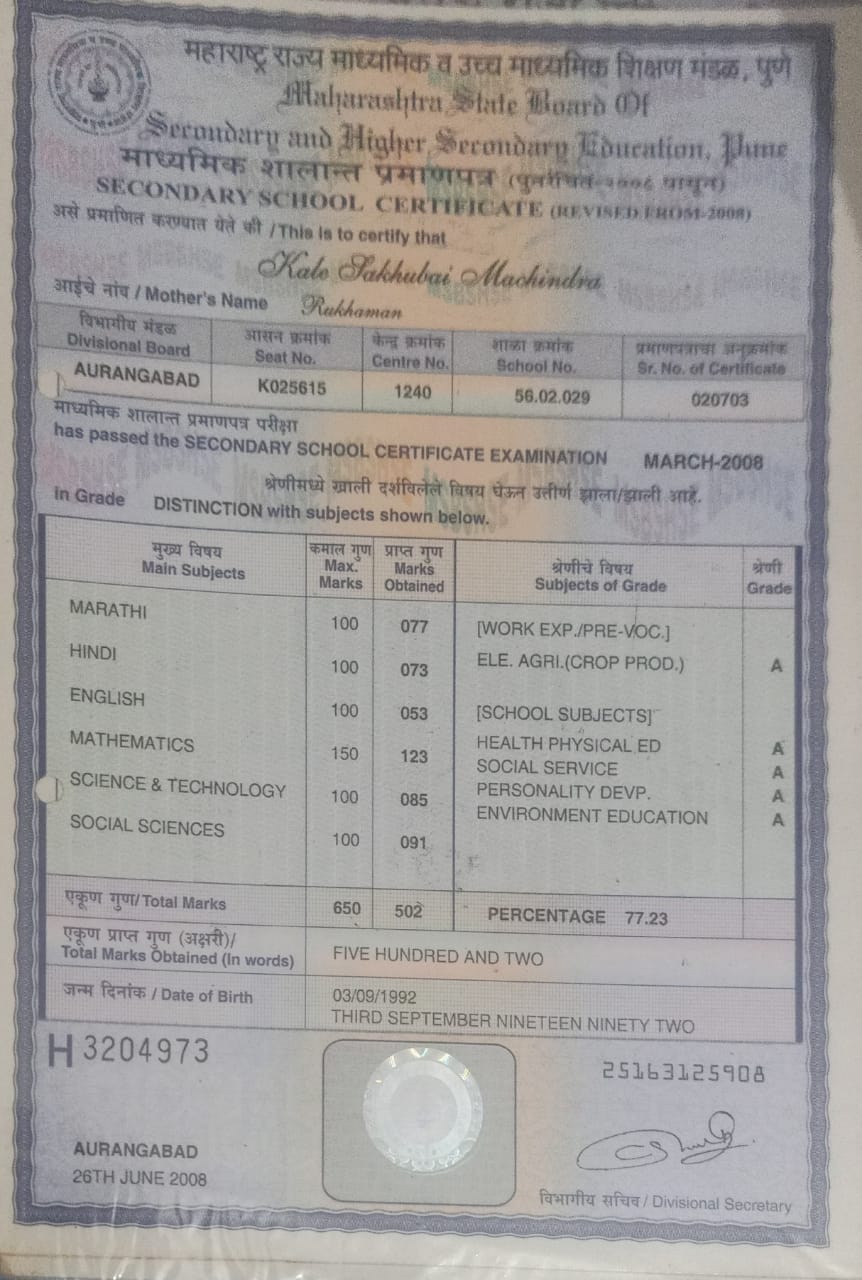 महाराष्ट्र राज्य माध्यमिक व उच्च माध्यमिक शिक्षण मंडळ, पुणे
Maharashtra State Board Of
Secondary and Higher Secondary Education, Pune
माध्यमिक शालान्त प्रमाणपत्र (पुनर्रचित-२००८ पासून)
SECONDARY SCHOOL CERTIFICATE (REVISED FROM-2008)
असे प्रमाणित करण्यात येते की / This is to certify that
Kale Sakhubai Machindra
आईचे नांव / Mother's Name Rukhaman
विभागीय मंडळ आसन क्रमांक केन्द्र क्रमांक शाळा क्रमांक प्रमाणपत्राचा अनुक्रमांक
Divisional Board Seat No. Centre No. School No. Sr. No. of Certificate
AURANGABAD K025615 1240 56.02.029 020703
माध्यमिक शालान्त प्रमाणपत्र परीक्षा
has passed the SECONDARY SCHOOL CERTIFICATE EXAMINATION MARCH-2008
श्रेणीमध्ये खाली दर्शविलेले विषय घेऊन उत्तीर्ण झाला/झाली आहे.
In Grade DISTINCTION with subjects shown below.
मुख्य विषय कमाल गुण प्राप्त गुण श्रेणीचे विषय श्रेणी
Main Subjects Max. Marks Marks Obtained Subjects of Grade Grade
MARATHI 100 077 [WORK EXP./PRE-VOC.]
HINDI 100 073 ELE. AGRI.(CROP PROD.) A
ENGLISH 100 053 [SCHOOL SUBJECTS]
MATHEMATICS 150 123 HEALTH PHYSICAL ED A
SOCIAL SERVICE A
SCIENCE & TECHNOLOGY 100 085 PERSONALITY DEVP. A
ENVIRONMENT EDUCATION A
SOCIAL SCIENCES 100 091
एकूण गुण/Total Marks 650 502 PERCENTAGE 77.23
एकूण प्राप्त गुण (अक्षरी)/
Total Marks Obtained (In words) FIVE HUNDRED AND TWO
जन्म दिनांक / Date of Birth 03/09/1992
THIRD SEPTEMBER NINETEEN NINETY TWO
H 3204973
25163125908
AURANGABAD
26TH JUNE 2008
विभागीय सचिव / Divisional Secretary